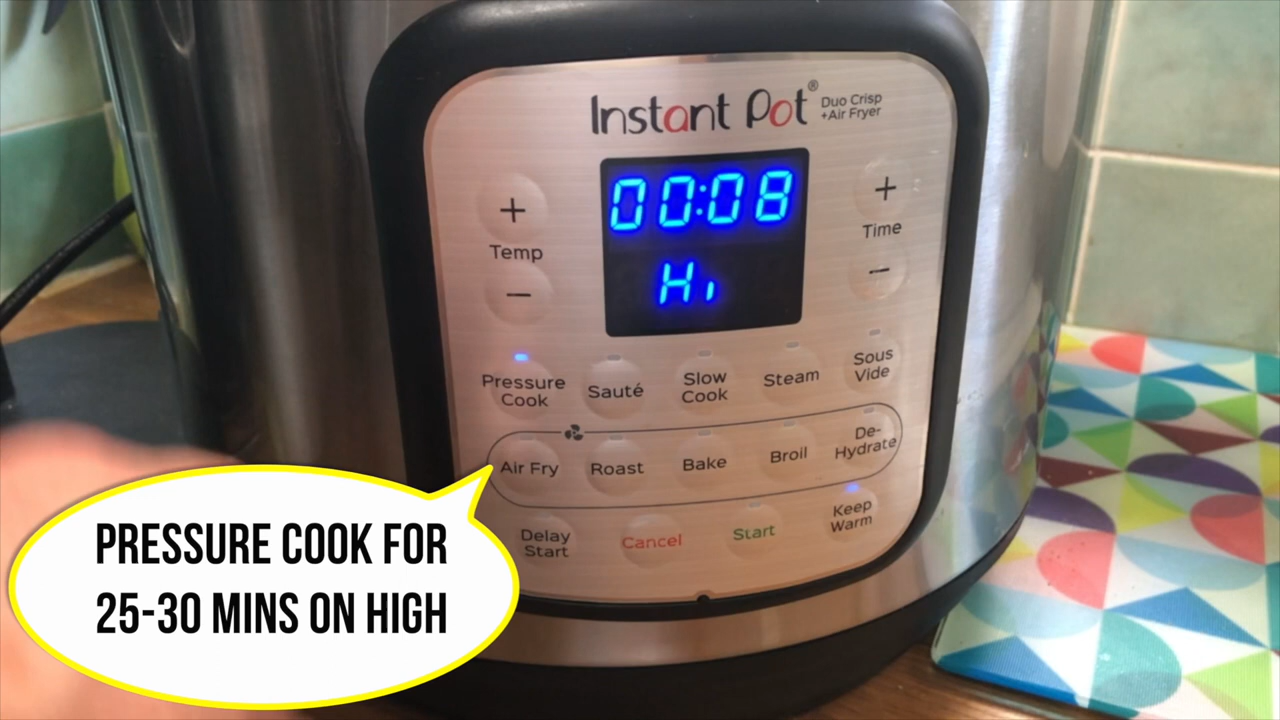 Instant Pot®
Duo Crisp
+Air Fryer
00:08
Hi
+
Temp
−
+
Time
−
Pressure
Cook
Sauté
Slow
Cook
Steam
Sous
Vide
Air Fry
Roast
Bake
Broil
De-
Hydrate
Delay
Start
Cancel
Start
Keep
Warm
PRESSURE COOK FOR
25-30 MINS ON HIGH